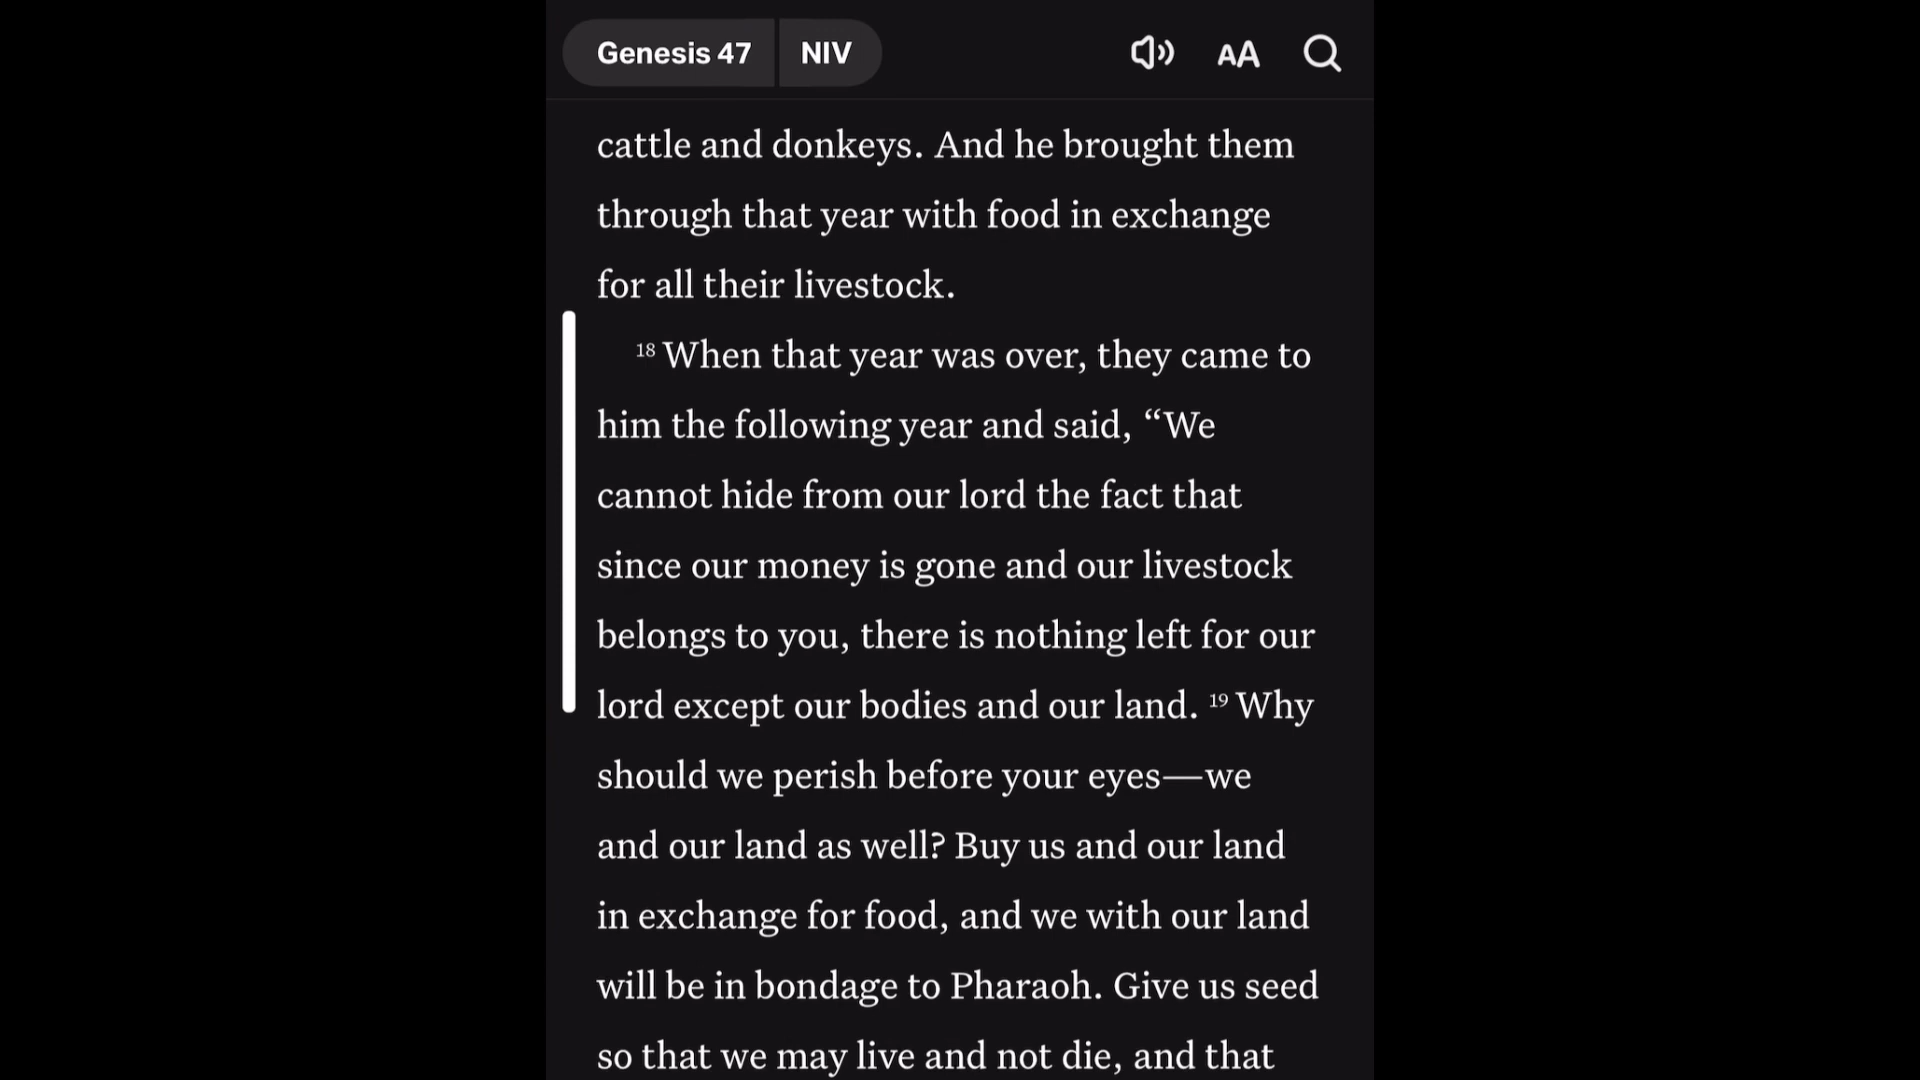 Genesis 47 NIV AA
cattle and donkeys. And he brought them
through that year with food in exchange
for all their livestock.
18 When that year was over, they came to
him the following year and said, “We
cannot hide from our lord the fact that
since our money is gone and our livestock
belongs to you, there is nothing left for our
lord except our bodies and our land. 19 Why
should we perish before your eyes—we
and our land as well? Buy us and our land
in exchange for food, and we with our land
will be in bondage to Pharaoh. Give us seed
so that we may live and not die, and that